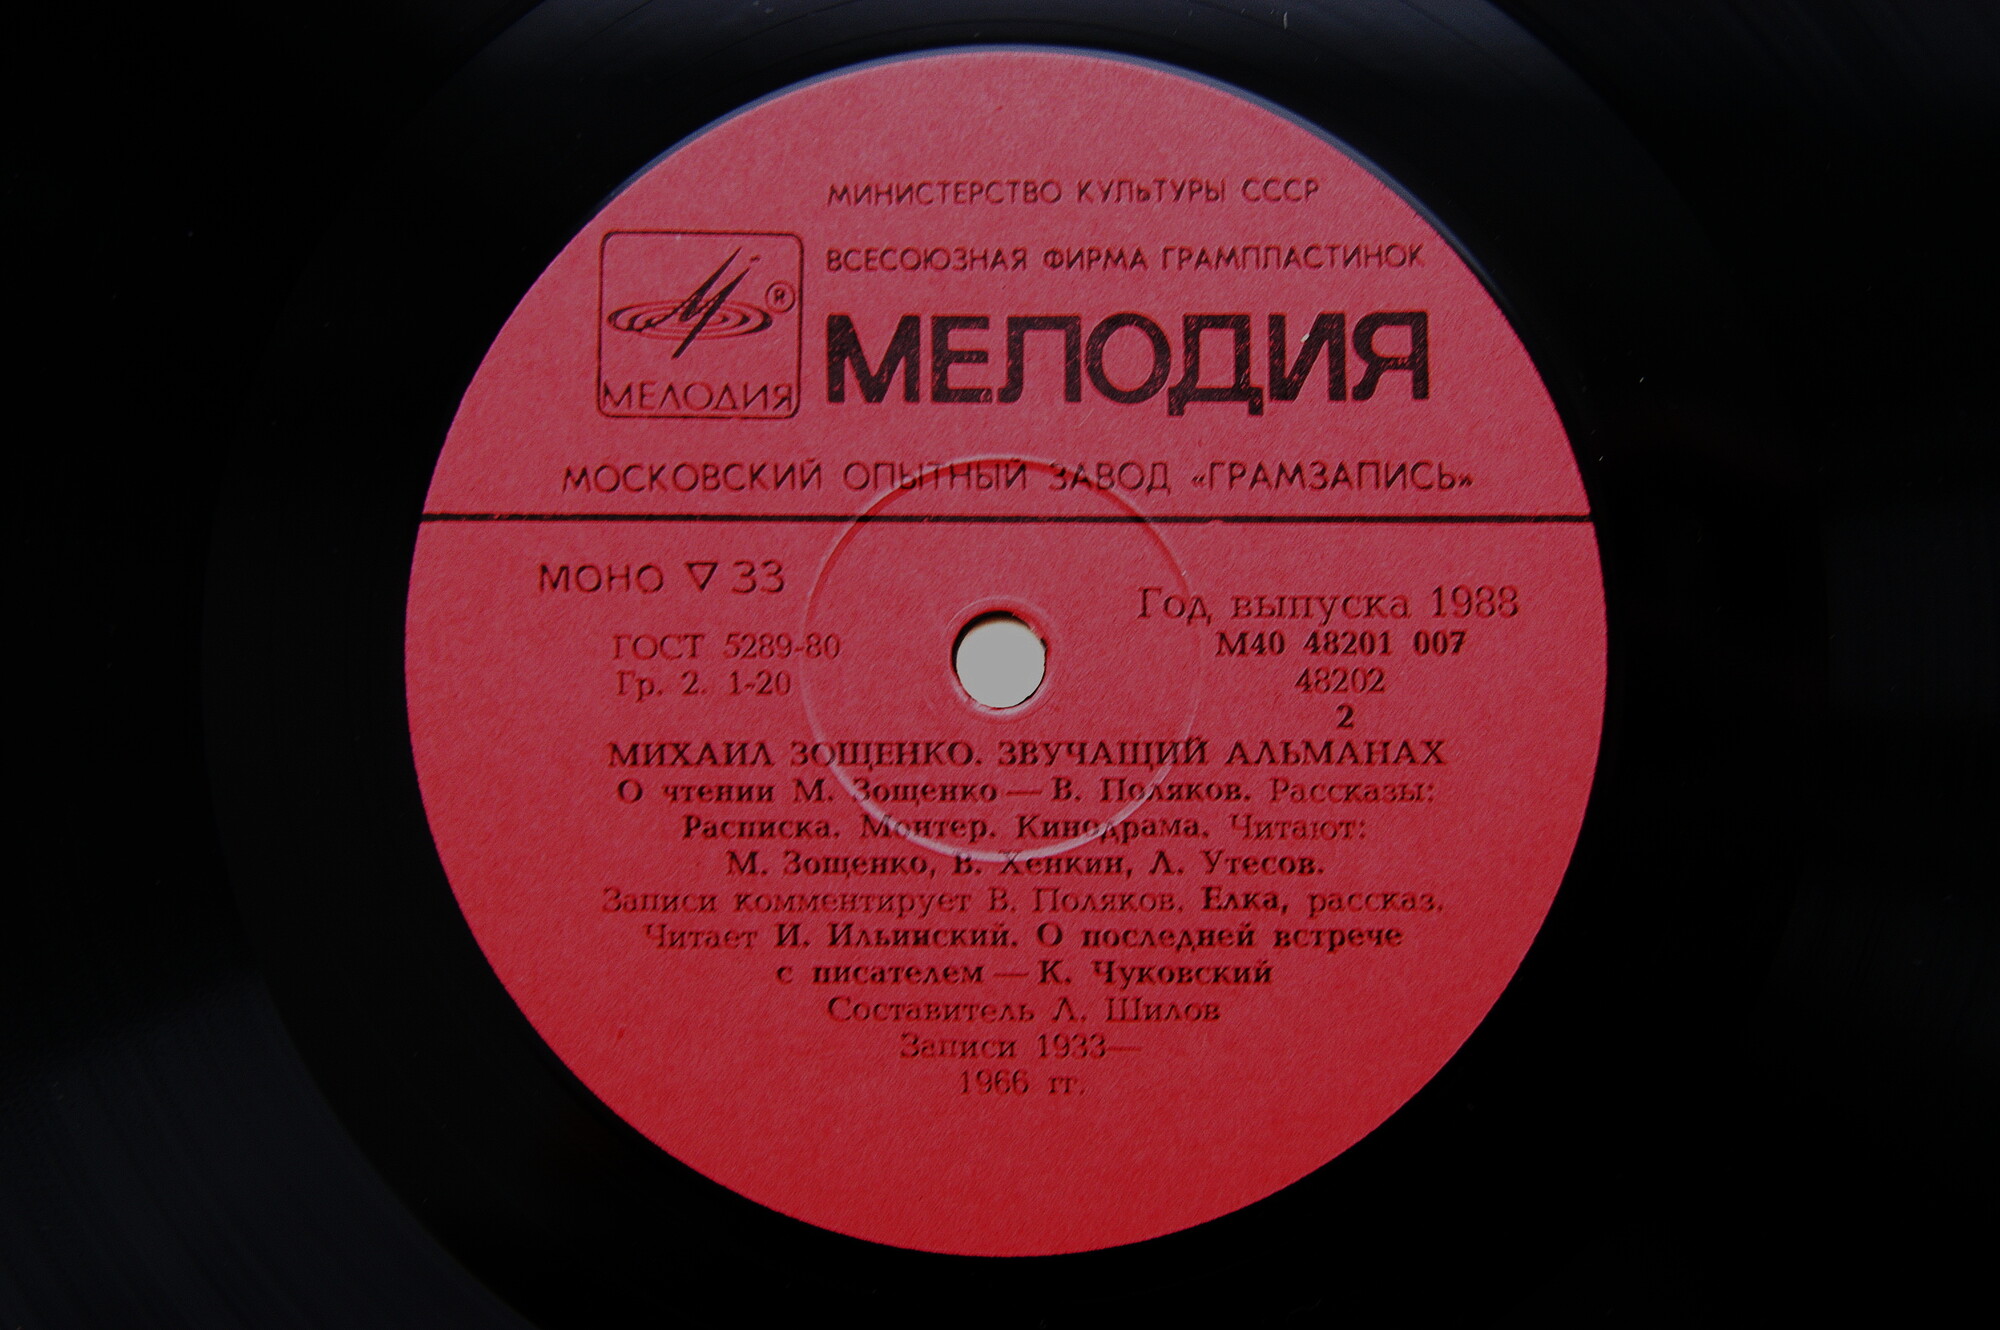 МИНИСТЕРСТВО КУЛЬТУРЫ СССР
ВСЕСОЮЗНАЯ ФИРМА ГРАМПЛАСТИНОК
МЕЛОДИЯ
®
МЕЛОДИЯ
МОСКОВСКИЙ ОПЫТНЫЙ ЗАВОД «ГРАМЗАПИСЬ»
МОНО ▽ 33
Год выпуска 1988
ГОСТ 5289-80
М40 48201 007
Гр. 2. 1-20
48202
2
МИХАИЛ ЗОЩЕНКО. ЗВУЧАЩИЙ АЛЬМАНАХ
О чтении М. Зощенко — В. Поляков. Рассказы:
Расписка. Монтер. Кинодрама. Читают:
М. Зощенко, В. Хенкин, Л. Утесов.
Записи комментирует В. Поляков. Елка, рассказ.
Читает И. Ильинский. О последней встрече
с писателем — К. Чуковский
Составитель Л. Шилов
Записи 1933—
1966 гг.